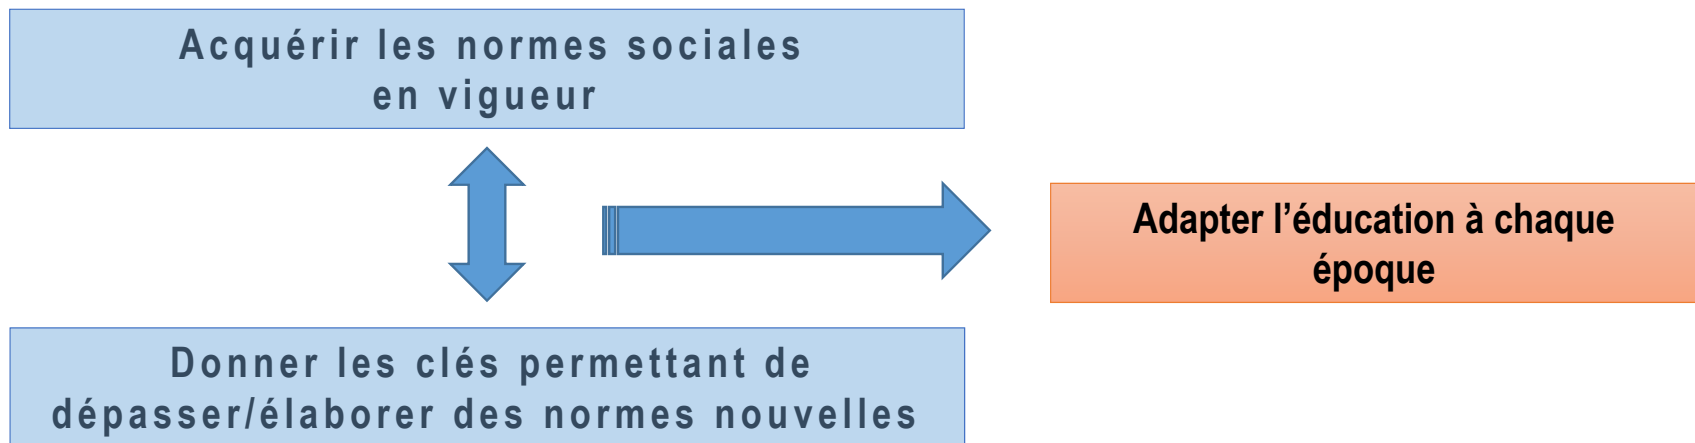 Acquérir les normes sociales
en vigueur
Adapter l’éducation à chaque
époque
Donner les clés permettant de
dépasser/élaborer des normes nouvelles